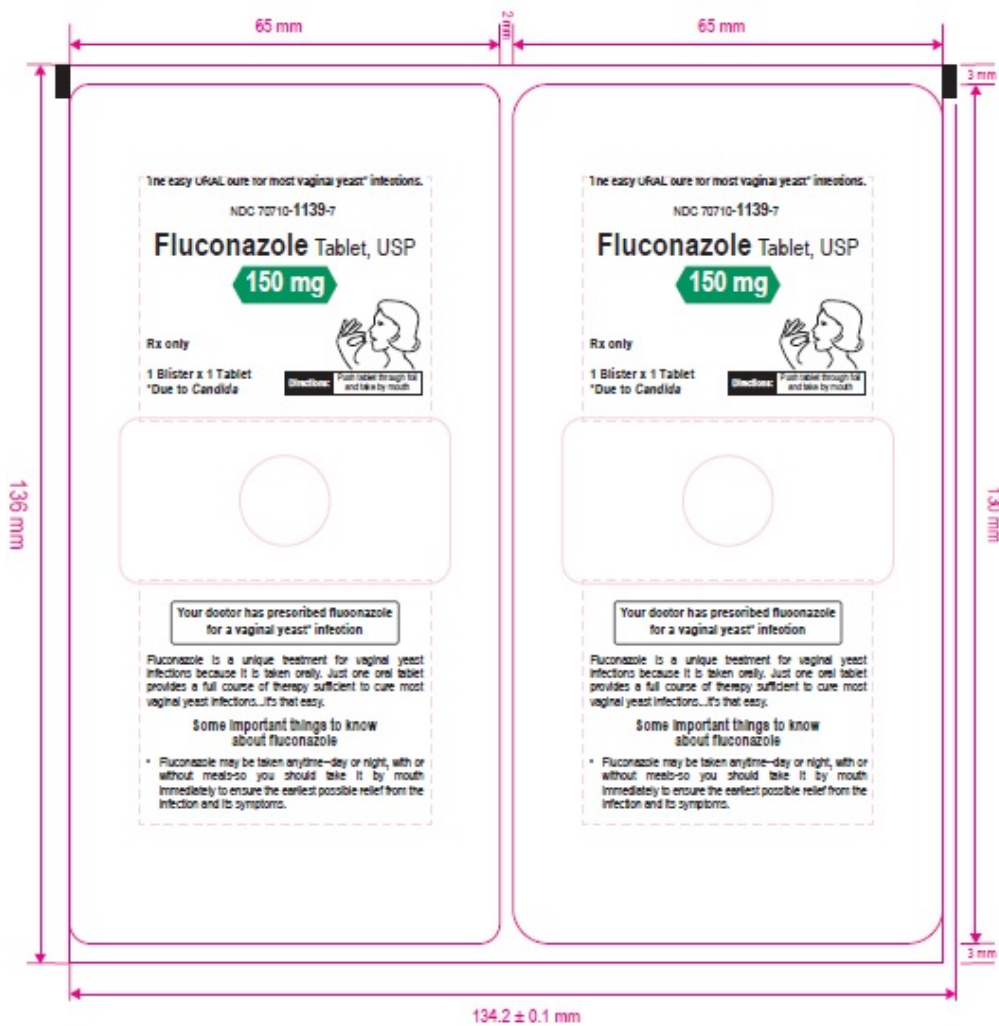 65 mm
2 mm
65 mm
3 mm
The easy ORAL cure for most vaginal yeast* infections.
NDC 70710-1139-7
Fluconazole Tablet, USP
150 mg
Rx only
1 Blister x 1 Tablet
*Due to Candida
Directions:
Push tablet through foil
and take by mouth
The easy ORAL cure for most vaginal yeast* infections.
NDC 70710-1139-7
Fluconazole Tablet, USP
150 mg
Rx only
1 Blister x 1 Tablet
*Due to Candida
Directions:
Push tablet through foil
and take by mouth
136 mm
130 mm
Your doctor has prescribed fluconazole
for a vaginal yeast* infection
Fluconazole is a unique treatment for vaginal yeast
infections because it is taken orally. Just one oral tablet
provides a full course of therapy sufficient to cure most
vaginal yeast infections...it's that easy.
Some important things to know
about fluconazole
• Fluconazole may be taken anytime–day or night, with or
without meals-so you should take it by mouth
immediately to ensure the earliest possible relief from the
infection and its symptoms.
Your doctor has prescribed fluconazole
for a vaginal yeast* infection
Fluconazole is a unique treatment for vaginal yeast
infections because it is taken orally. Just one oral tablet
provides a full course of therapy sufficient to cure most
vaginal yeast infections...it's that easy.
Some important things to know
about fluconazole
• Fluconazole may be taken anytime–day or night, with or
without meals-so you should take it by mouth
immediately to ensure the earliest possible relief from the
infection and its symptoms.
3 mm
134.2 ± 0.1 mm